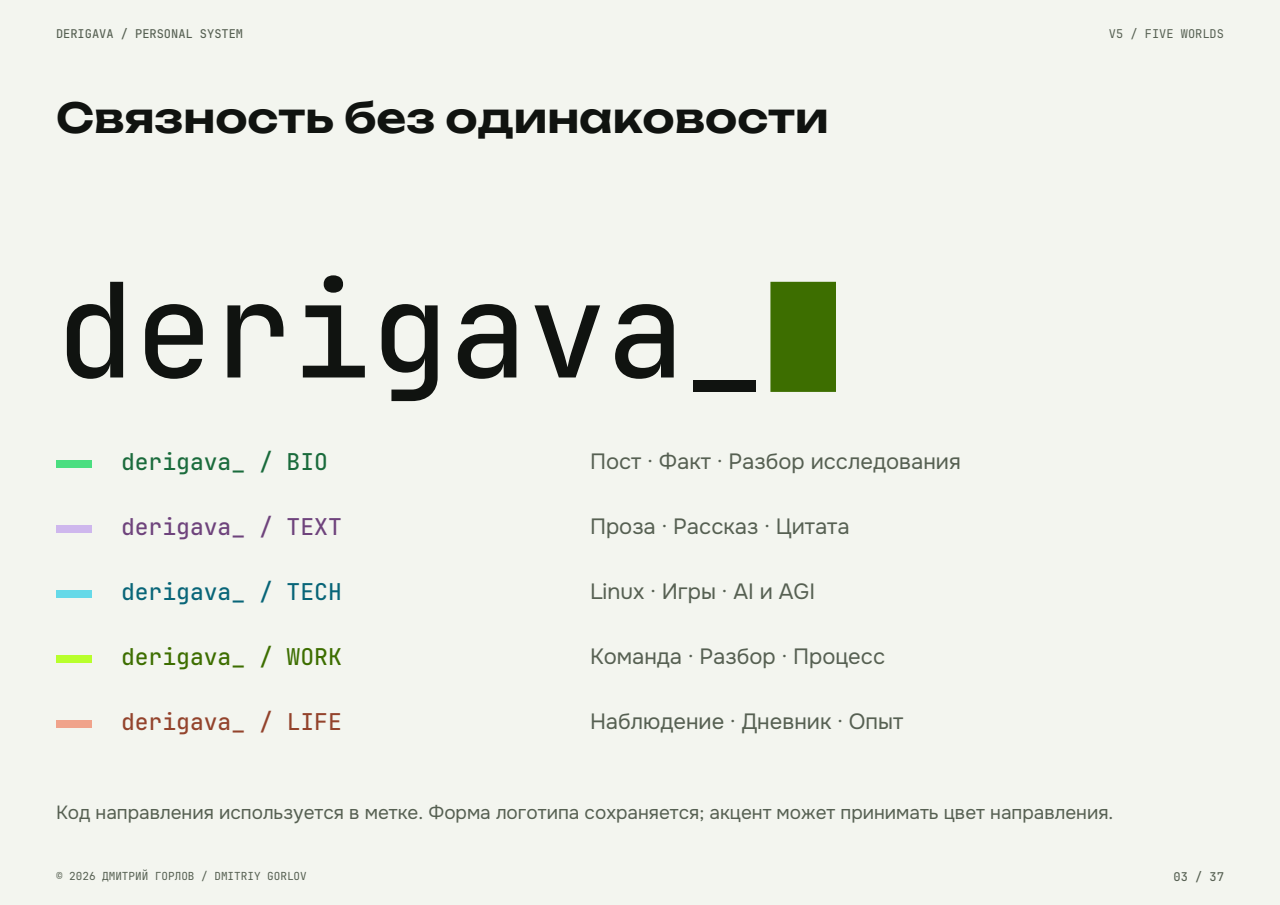 DERIGAVA / PERSONAL SYSTEM
V5 / FIVE WORLDS
Связность без одинаковости
derigava_
derigava_ / BIO
Пост · Факт · Разбор исследования
derigava_ / TEXT
Проза · Рассказ · Цитата
derigava_ / TECH
Linux · Игры · AI и AGI
derigava_ / WORK
Команда · Разбор · Процесс
derigava_ / LIFE
Наблюдение · Дневник · Опыт
Код направления используется в метке. Форма логотипа сохраняется; акцент может принимать цвет направления.
© 2026 ДМИТРИЙ ГОРЛОВ / DMITRIY GORLOV
03 / 37